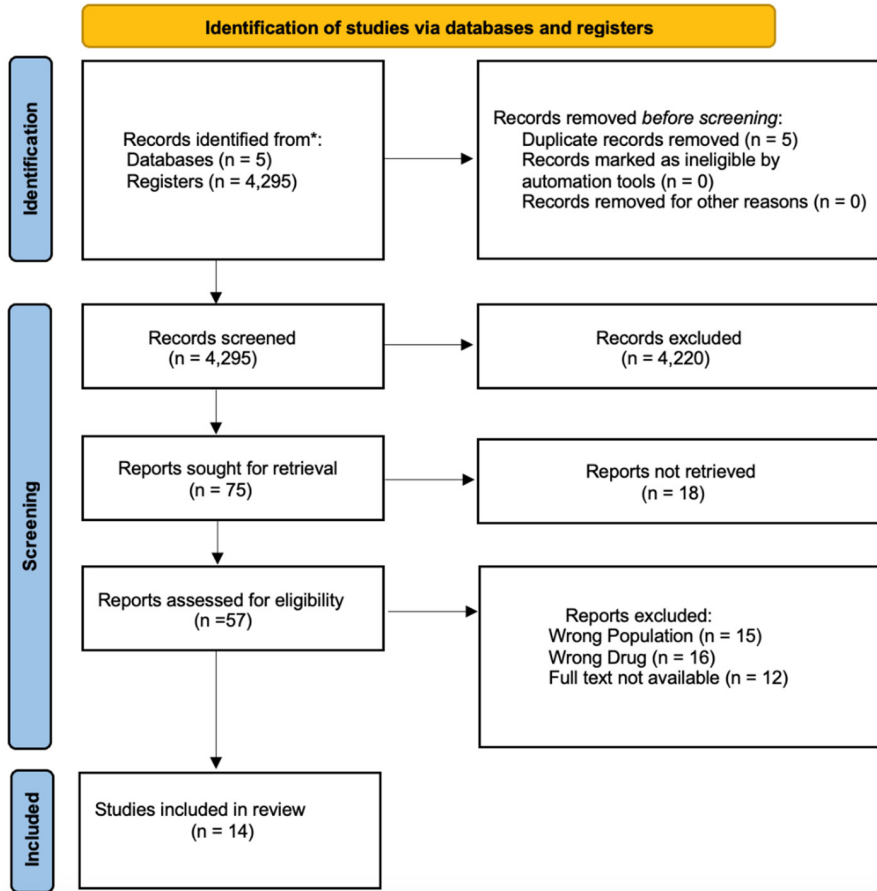 Identification of studies via databases and registers
Identification
Records identified from*:
Databases (n = 5)
Registers (n = 4,295)
Records removed before screening:
Duplicate records removed (n = 5)
Records marked as ineligible by
automation tools (n = 0)
Records removed for other reasons (n = 0)
Screening
Records screened
(n = 4,295)
Records excluded
(n = 4,220)
Reports sought for retrieval
(n = 75)
Reports not retrieved
(n = 18)
Reports assessed for eligibility
(n =57)
Reports excluded:
Wrong Population (n = 15)
Wrong Drug (n = 16)
Full text not available (n = 12)
Included
Studies included in review
(n = 14)